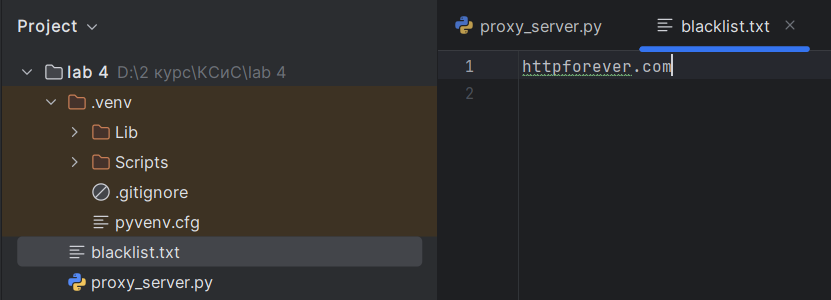 Project
lab 4 D:\2 курс\КСиС\lab 4
.venv
Lib
Scripts
.gitignore
pyvenv.cfg
blacklist.txt
proxy_server.py
proxy_server.py blacklist.txt
1 httpforever.com
2